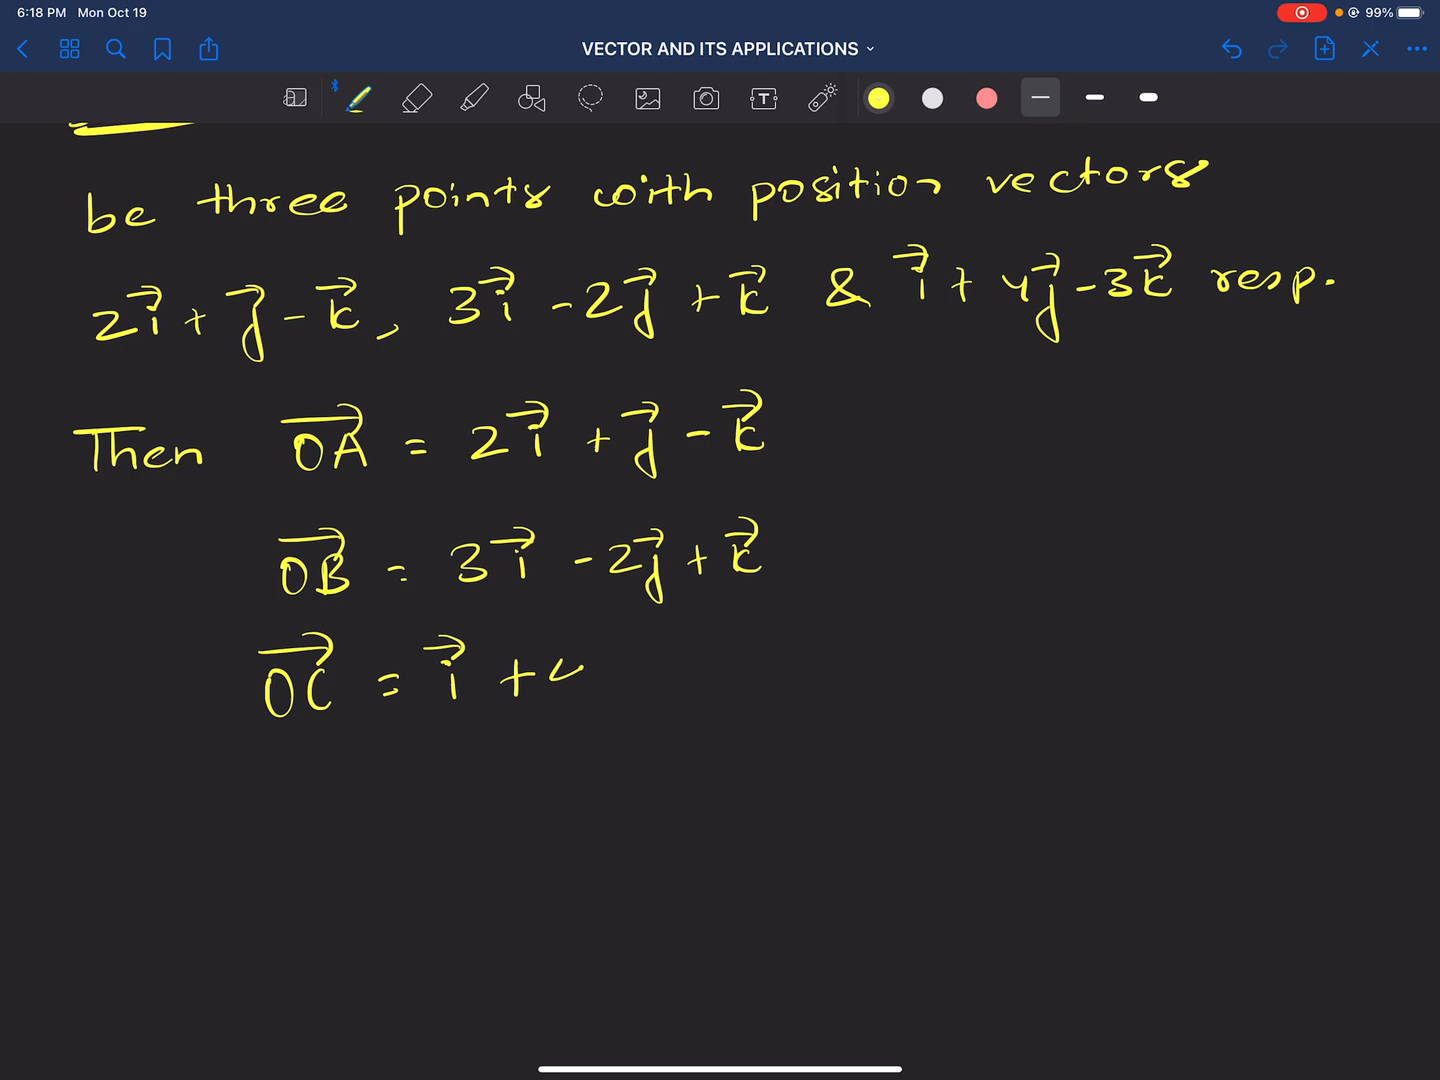 6:18 PM Mon Oct 19 99%
VECTOR AND ITS APPLICATIONS
T
be three points with position vectors
2i⃗ + j⃗ - k⃗, 3i⃗ - 2j⃗ + k⃗ & i⃗ + 4j⃗ - 3k⃗ resp.
Then OA⃗ = 2i⃗ + j⃗ - k⃗
OB⃗ = 3i⃗ - 2j⃗ + k⃗
OC⃗ = i⃗ +